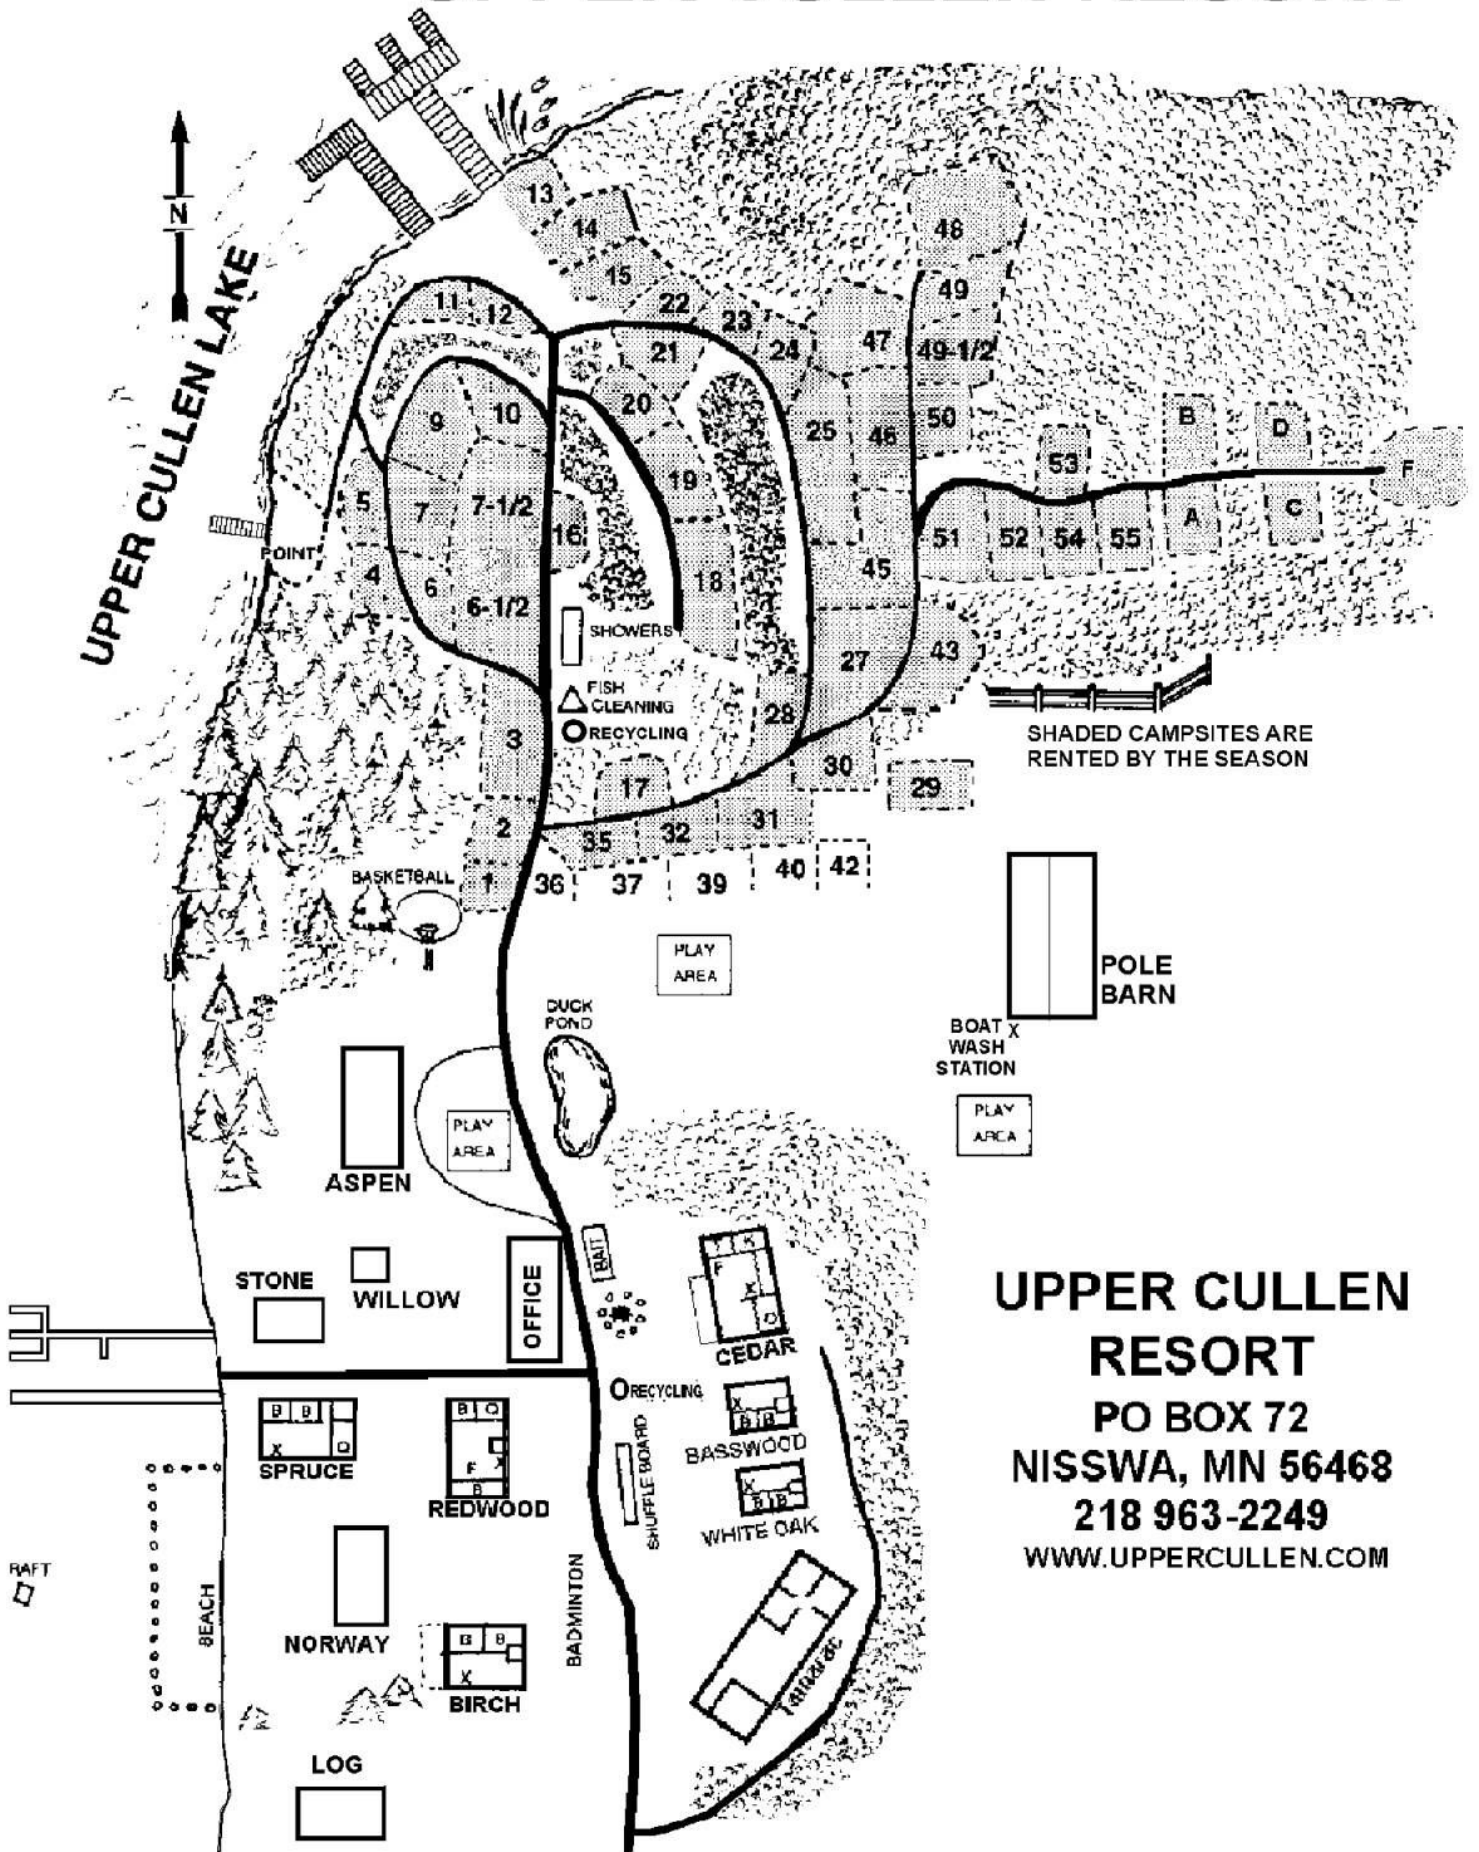 N
UPPER CULLEN LAKE
13
14
15
22
23
24
11
12
21
20
19
18
9
10
7
7-1/2
16
5
4
6
6-1/2
POINT
3
2
1
47
48
49
49-1/2
50
25
46
45
27
43
28
30
29
51
52
53
54
55
A
B
C
D
F
SHOWERS
FISH
CLEANING
RECYCLING
17
35
32
31
36
37
39
40
42
SHADED CAMPSITES ARE
RENTED BY THE SEASON
BASKETBALL
PLAY
AREA
POLE
BARN
BOAT X
WASH
STATION
PLAY
AREA
DUCK
POND
PLAY
AREA
ASPEN
STONE
WILLOW
OFFICE
BAIT
CEDAR
RECYCLING
SHUFFLE BOARD
BASSWOOD
WHITE OAK
B B
X
SPRUCE
B
F
B
REDWOOD
BADMINTON
RAFT
BEACH
NORWAY
B B
X
BIRCH
LOG
Tamarac
UPPER CULLEN
RESORT
PO BOX 72
NISSWA, MN 56468
218 963-2249
WWW.UPPERCULLEN.COM